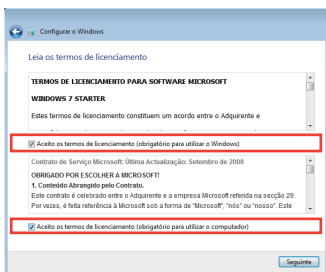 Configurar o Windows
Leia os termos de licenciamento
TERMOS DE LICENCIAMENTO PARA SOFTWARE MICROSOFT
WINDOWS 7 STARTER
Estes termos de licenciamento constituem um acordo entre o Adquirente e
Aceito os termos de licenciamento (obrigatório para utilizar o Windows)
Contrato de Serviço Microsoft: Última Actualização: Setembro de 2008
OBRIGADO POR ESCOLHER A MICROSOFT!
1. Conteúdo Abrangido pelo Contrato.
Este contrato é celebrado entre o Adquirente e a empresa Microsoft referida na secção 29.
Por vezes, é feita referência à Microsoft sob a forma de "Microsoft", "nós" ou "nosso". Este
Aceito os termos de licenciamento (obrigatório para utilizar o computador)
Seguinte